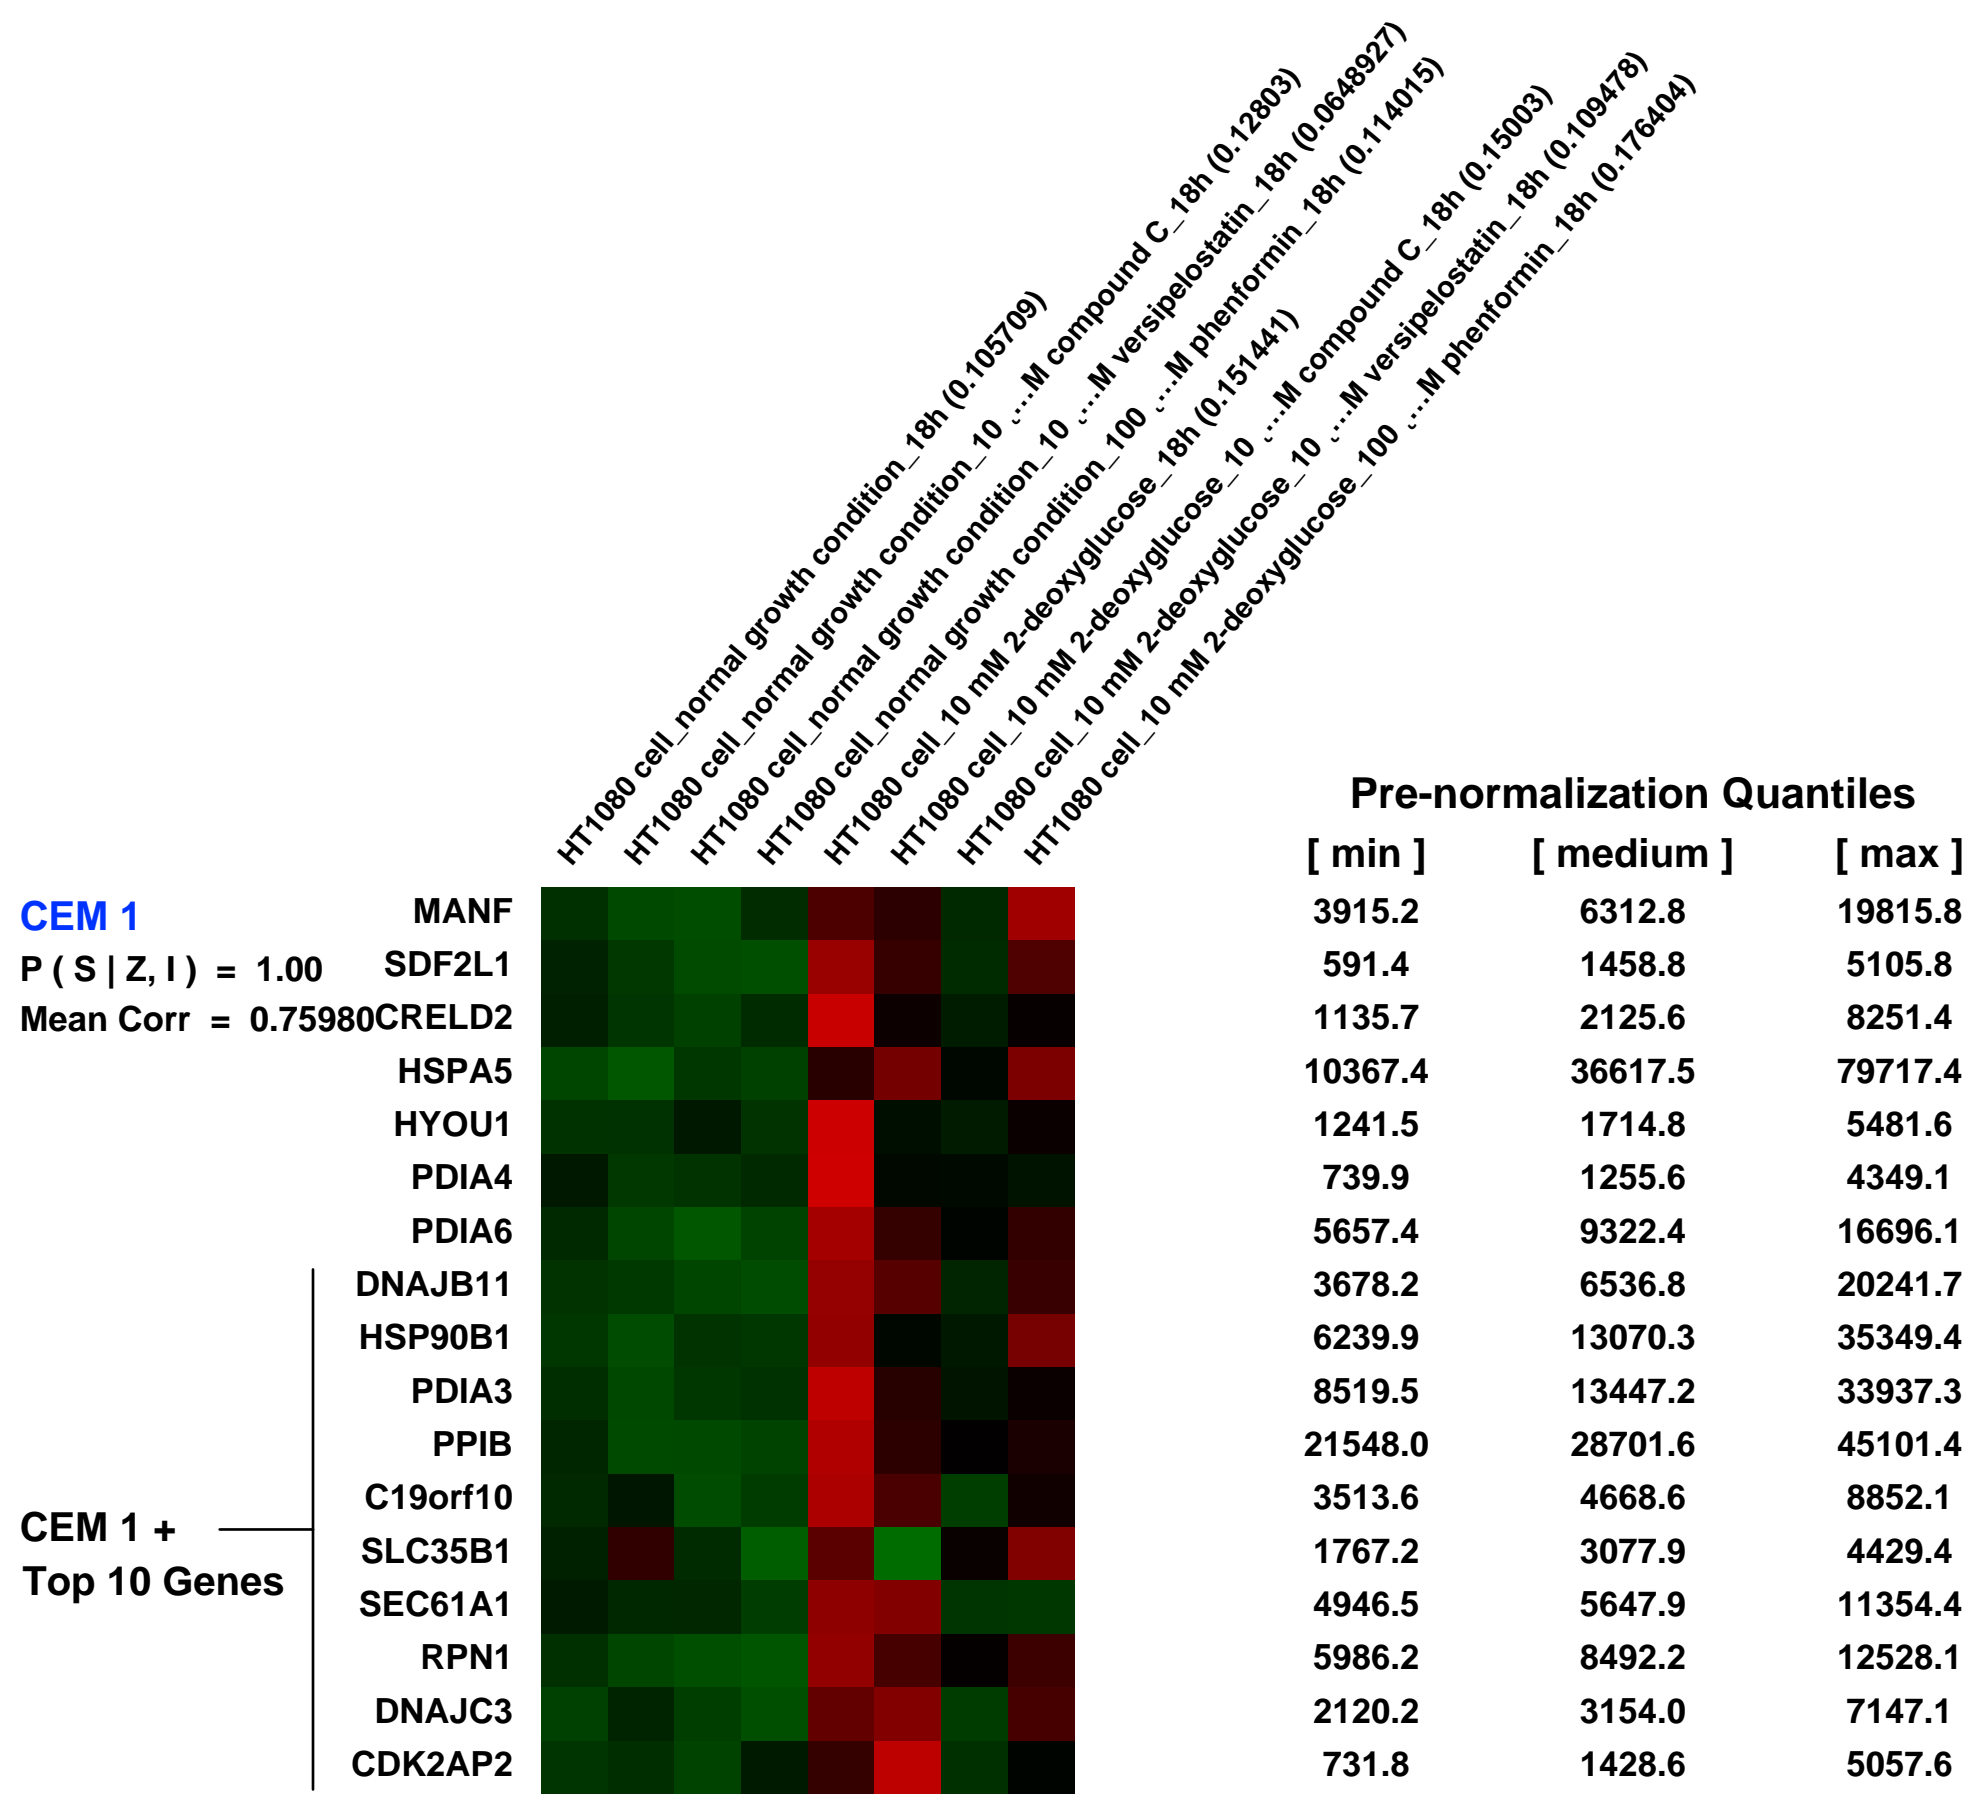 HT1080 cell_normal growth condition_18h (0.105709)
HT1080 cell_normal growth condition_10 ¸…M compound C_18h (0.12803)
HT1080 cell_normal growth condition_10 ¸…M versipelostatin_18h (0.0648927)
HT1080 cell_normal growth condition_100 ¸…M phenformin_18h (0.114015)
HT1080 cell_10 mM 2-deoxyglucose_18h (0.151441)
HT1080 cell_10 mM 2-deoxyglucose_10 ¸…M compound C_18h (0.15003)
HT1080 cell_10 mM 2-deoxyglucose_10 ¸…M versipelostatin_18h (0.109478)
HT1080 cell_10 mM 2-deoxyglucose_100 ¸…M phenformin_18h (0.176404)
Pre-normalization Quantiles
[ min ] [ medium ] [ max ]
CEM 1 MANF 3915.2 6312.8 19815.8
P ( S | Z, I ) = 1.00 SDF2L1 591.4 1458.8 5105.8
Mean Corr = 0.75980 CRELD2 1135.7 2125.6 8251.4
HSPA5 10367.4 36617.5 79717.4
HYOU1 1241.5 1714.8 5481.6
PDIA4 739.9 1255.6 4349.1
PDIA6 5657.4 9322.4 16696.1
DNAJB11 3678.2 6536.8 20241.7
HSP90B1 6239.9 13070.3 35349.4
PDIA3 8519.5 13447.2 33937.3
PPIB 21548.0 28701.6 45101.4
C19orf10 3513.6 4668.6 8852.1
CEM 1 +
SLC35B1 1767.2 3077.9 4429.4
Top 10 Genes
SEC61A1 4946.5 5647.9 11354.4
RPN1 5986.2 8492.2 12528.1
DNAJC3 2120.2 3154.0 7147.1
CDK2AP2 731.8 1428.6 5057.6